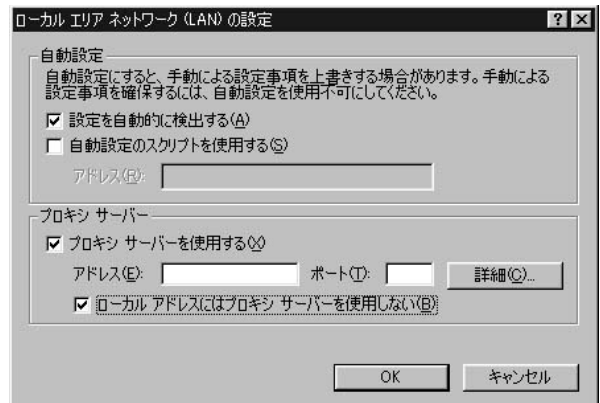 ローカル エリア ネットワーク (LAN) の設定
自動設定
自動設定にすると、手動による設定事項を上書きする場合があります。手動による
設定事項を確保するには、自動設定を使用不可にしてください。
設定を自動的に検出する(A)
自動設定のスクリプトを使用する(S)
アドレス(R):
プロキシ サーバー
プロキシ サーバーを使用する(X)
アドレス(E): ポート(T): 詳細(C)...
ローカル アドレスにはプロキシ サーバーを使用しない(B)
OK キャンセル